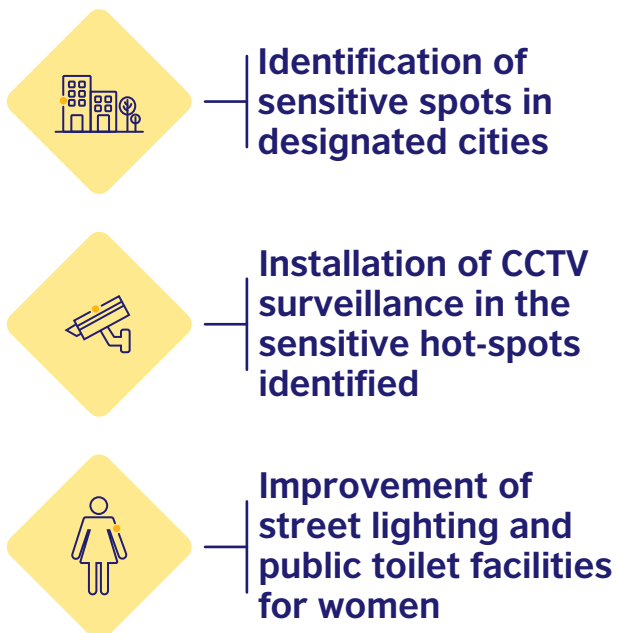 Identification of
sensitive spots in
designated cities
Installation of CCTV
surveillance in the
sensitive hot-spots
identified
Improvement of
street lighting and
public toilet facilities
for women